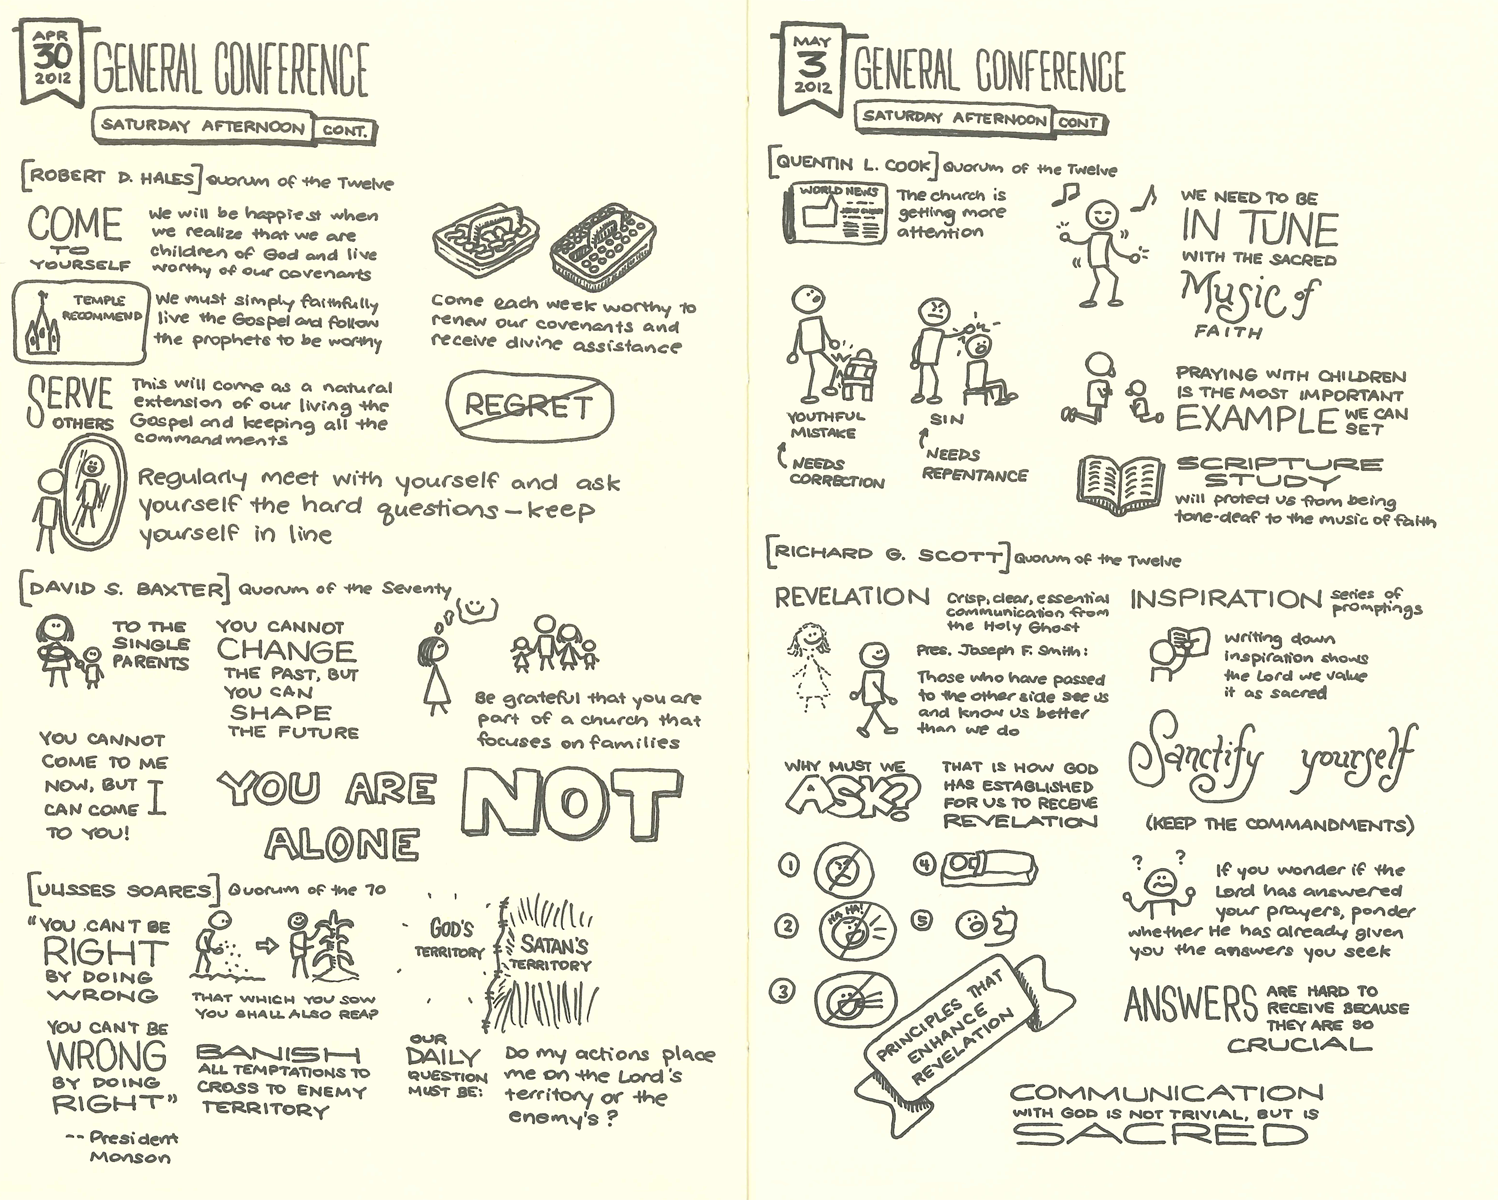 APR
30
2012
GENERAL CONFERENCE
SATURDAY AFTERNOON CONT.
[ROBERT D. HALES] Quorum of the Twelve
COME
TO
YOURSELF
We will be happiest when
we realize that we are
children of God and live
worthy of our covenants
TEMPLE
RECOMMEND
We must simply faithfully
live the Gospel and follow
the prophets to be worthy
SERVE
OTHERS
This will come as a natural
extension of our living the
Gospel and keeping all the
commandments
Come each week worthy to
renew our covenants and
receive divine assistance
REGRET
Regularly meet with yourself and ask
yourself the hard questions—keep
yourself in line
[DAVID S. BAXTER] Quorum of the Seventy
TO THE
SINGLE
PARENTS
YOU CANNOT
CHANGE
THE PAST, BUT
YOU CAN
SHAPE
THE FUTURE
Be grateful that you are
part of a church that
focuses on families
YOU CANNOT
COME TO ME
NOW, BUT I
CAN COME
TO YOU!
YOU ARE NOT
ALONE
[ULISSES SOARES] Quorum of the 70
"YOU CAN'T BE
RIGHT
BY DOING
WRONG
YOU CAN'T BE
WRONG
BY DOING
RIGHT"
-- President
Monson
THAT WHICH YOU SOW
YOU SHALL ALSO REAP
BANISH
ALL TEMPTATIONS TO
CROSS TO ENEMY
TERRITORY
GOD'S
TERRITORY
SATAN'S
TERRITORY
OUR
DAILY
QUESTION
MUST BE:
Do my actions place
me on the Lord's
territory or the
enemy's?
MAY
3
2012
GENERAL CONFERENCE
SATURDAY AFTERNOON CONT
[QUENTIN L. COOK] Quorum of the Twelve
WORLD NEWS
The church is
getting more
attention
WE NEED TO BE
IN TUNE
WITH THE SACRED
Music of
FAITH
YOUTHFUL
MISTAKE
NEEDS
CORRECTION
SIN
NEEDS
REPENTANCE
PRAYING WITH CHILDREN
IS THE MOST IMPORTANT
EXAMPLE WE CAN
SET
SCRIPTURE
STUDY
will protect us from being
tone-deaf to the music of faith
[RICHARD G. SCOTT] Quorum of the Twelve
REVELATION
Crisp, clear, essential
communication from
the Holy Ghost
Pres. Joseph F. Smith:
Those who have passed
to the other side see us
and know us better
than we do
INSPIRATION series of
promptings
Writing down
inspiration shows
the Lord we value
it as sacred
WHY MUST WE
ASK?
THAT IS HOW GOD
HAS ESTABLISHED
FOR US TO RECEIVE
REVELATION
Sanctify yourself
(KEEP THE COMMANDMENTS)
1
2
HA HA!
3
4
5
PRINCIPLES THAT
ENHANCE
REVELATION
? ?
If you wonder if the
Lord has answered
your prayers, ponder
whether He has already given
you the answers you seek
ANSWERS ARE HARD TO
RECEIVE BECAUSE
THEY ARE SO
CRUCIAL
COMMUNICATION
WITH GOD IS NOT TRIVIAL, BUT IS
SACRED